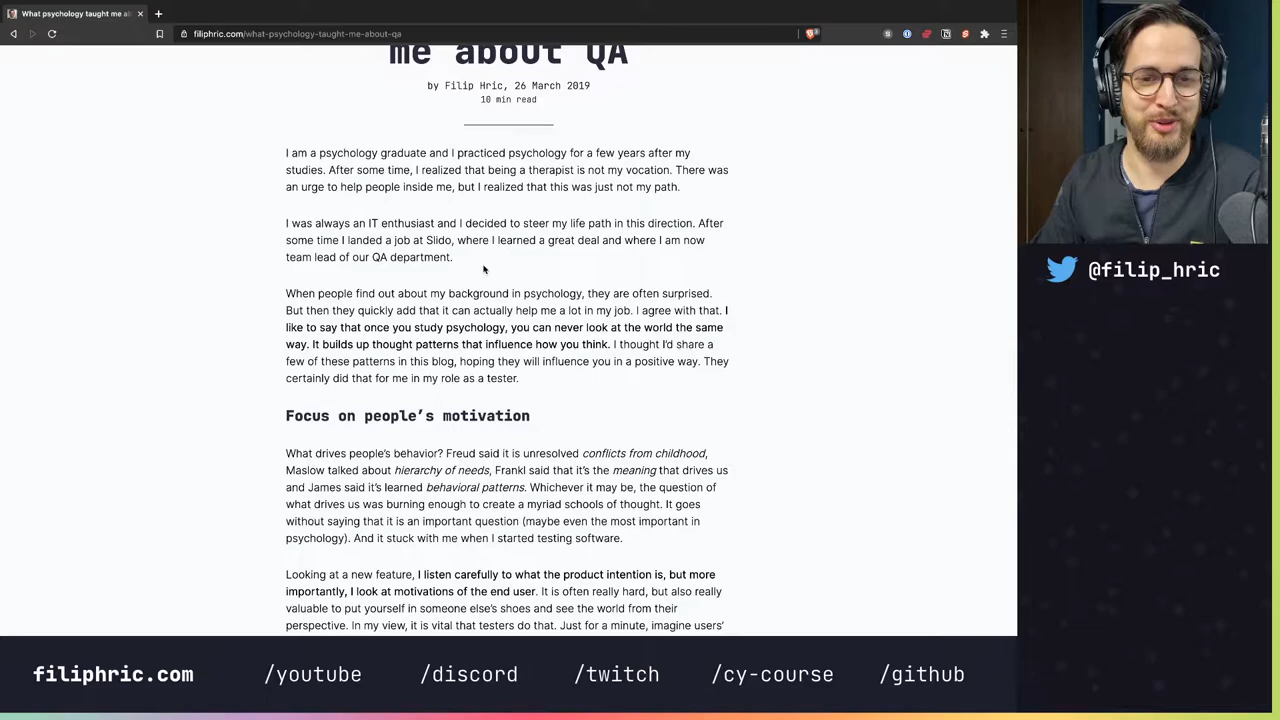 What psychology taught me ab
filiphric.com/what-psychology-taught-me-about-qa
me about QA
by Filip Hric, 26 March 2019
10 min read
I am a psychology graduate and I practiced psychology for a few years after my
studies. After some time, I realized that being a therapist is not my vocation. There was
an urge to help people inside me, but I realized that this was just not my path.
I was always an IT enthusiast and I decided to steer my life path in this direction. After
some time I landed a job at Slido, where I learned a great deal and where I am now
team lead of our QA department.
When people find out about my background in psychology, they are often surprised.
But then they quickly add that it can actually help me a lot in my job. I agree with that. I
like to say that once you study psychology, you can never look at the world the same
way. It builds up thought patterns that influence how you think. I thought I'd share a
few of these patterns in this blog, hoping they will influence you in a positive way. They
certainly did that for me in my role as a tester.
Focus on people's motivation
What drives people's behavior? Freud said it is unresolved conflicts from childhood,
Maslow talked about hierarchy of needs, Frankl said that it's the meaning that drives us
and James said it's learned behavioral patterns. Whichever it may be, the question of
what drives us was burning enough to create a myriad schools of thought. It goes
without saying that it is an important question (maybe even the most important in
psychology). And it stuck with me when I started testing software.
Looking at a new feature, I listen carefully to what the product intention is, but more
importantly, I look at motivations of the end user. It is often really hard, but also really
valuable to put yourself in someone else's shoes and see the world from their
perspective. In my view, it is vital that testers do that. Just for a minute, imagine users'
@filip_hric
filiphric.com /youtube /discord /twitch /cy-course /github